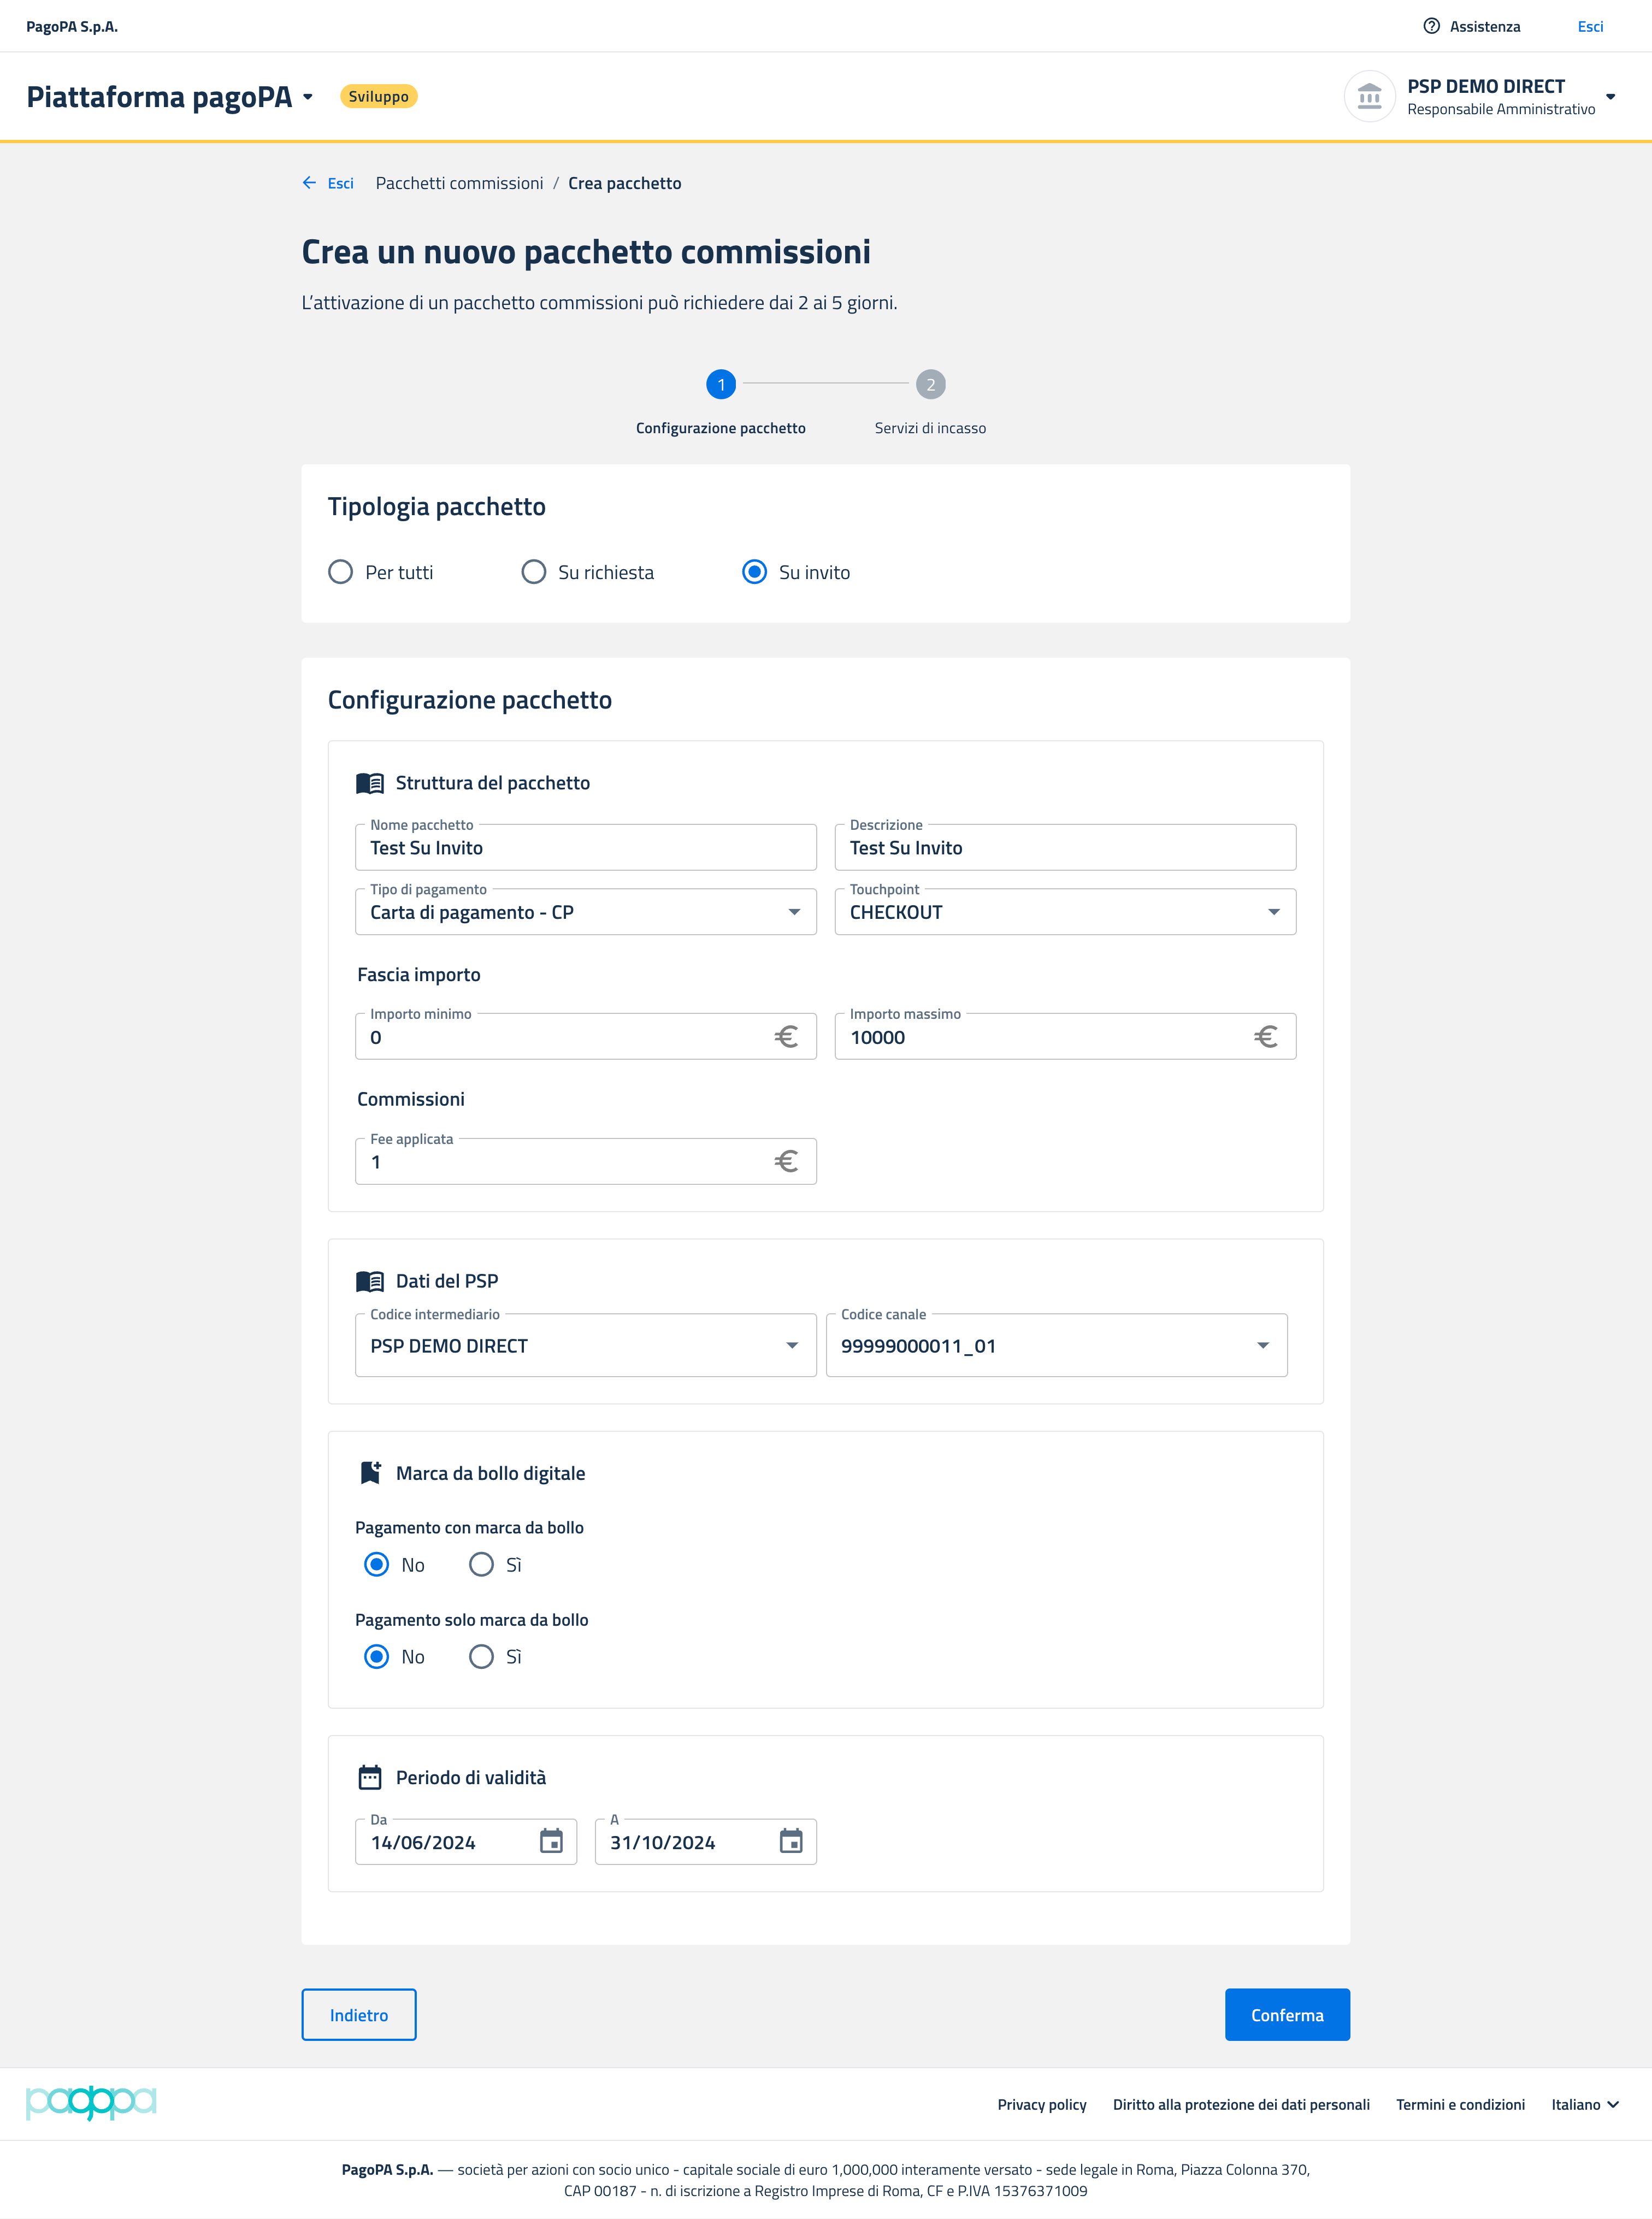 PagoPA S.p.A.
Assistenza
Esci
Piattaforma pagoPA
Sviluppo
PSP DEMO DIRECT
Responsabile Amministrativo
Esci
Pacchetti commissioni / Crea pacchetto
Crea un nuovo pacchetto commissioni
L'attivazione di un pacchetto commissioni può richiedere dai 2 ai 5 giorni.
1
2
Configurazione pacchetto
Servizi di incasso
Tipologia pacchetto
Per tutti
Su richiesta
Su invito
Configurazione pacchetto
Struttura del pacchetto
Nome pacchetto
Test Su Invito
Descrizione
Test Su Invito
Tipo di pagamento
Carta di pagamento - CP
Touchpoint
CHECKOUT
Fascia importo
Importo minimo
0 €
Importo massimo
10000 €
Commissioni
Fee applicata
1 €
Dati del PSP
Codice intermediario
PSP DEMO DIRECT
Codice canale
99999000011_01
Marca da bollo digitale
Pagamento con marca da bollo
No
Sì
Pagamento solo marca da bollo
No
Sì
Periodo di validità
Da
14/06/2024
A
31/10/2024
Indietro
Conferma
pagopa
Privacy policy
Diritto alla protezione dei dati personali
Termini e condizioni
Italiano
PagoPA S.p.A. — società per azioni con socio unico - capitale sociale di euro 1,000,000 interamente versato - sede legale in Roma, Piazza Colonna 370,
CAP 00187 - n. di iscrizione a Registro Imprese di Roma, CF e P.IVA 15376371009